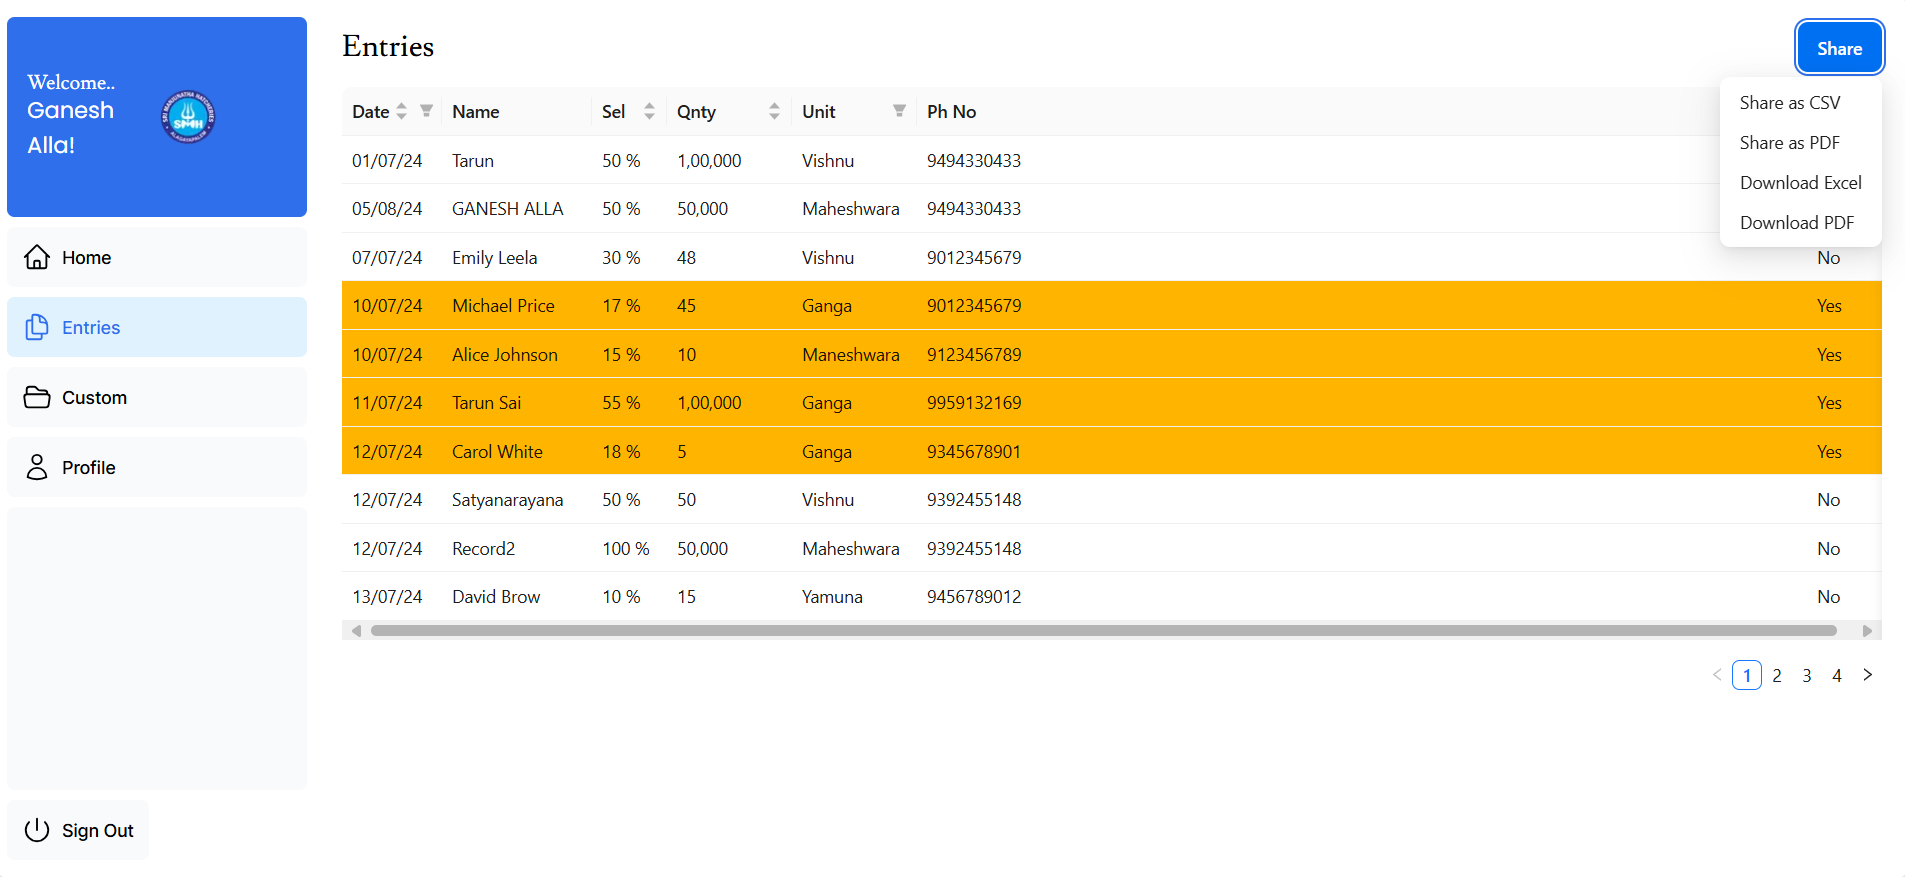 Welcome..
Ganesh
Alla!
SRI MANJUNATHA HATCHERIES
SMH
Home
Entries
Custom
Profile
Sign Out
Entries
Share
Share as CSV
Share as PDF
Download Excel
Download PDF
Date Name Sel Qnty Unit Ph No
01/07/24 Tarun 50 % 1,00,000 Vishnu 9494330433
05/08/24 GANESH ALLA 50 % 50,000 Maheshwara 9494330433
07/07/24 Emily Leela 30 % 48 Vishnu 9012345679 No
10/07/24 Michael Price 17 % 45 Ganga 9012345679 Yes
10/07/24 Alice Johnson 15 % 10 Maneshwara 9123456789 Yes
11/07/24 Tarun Sai 55 % 1,00,000 Ganga 9959132169 Yes
12/07/24 Carol White 18 % 5 Ganga 9345678901 Yes
12/07/24 Satyanarayana 50 % 50 Vishnu 9392455148 No
12/07/24 Record2 100 % 50,000 Maheshwara 9392455148 No
13/07/24 David Brow 10 % 15 Yamuna 9456789012 No
< 1 2 3 4 >